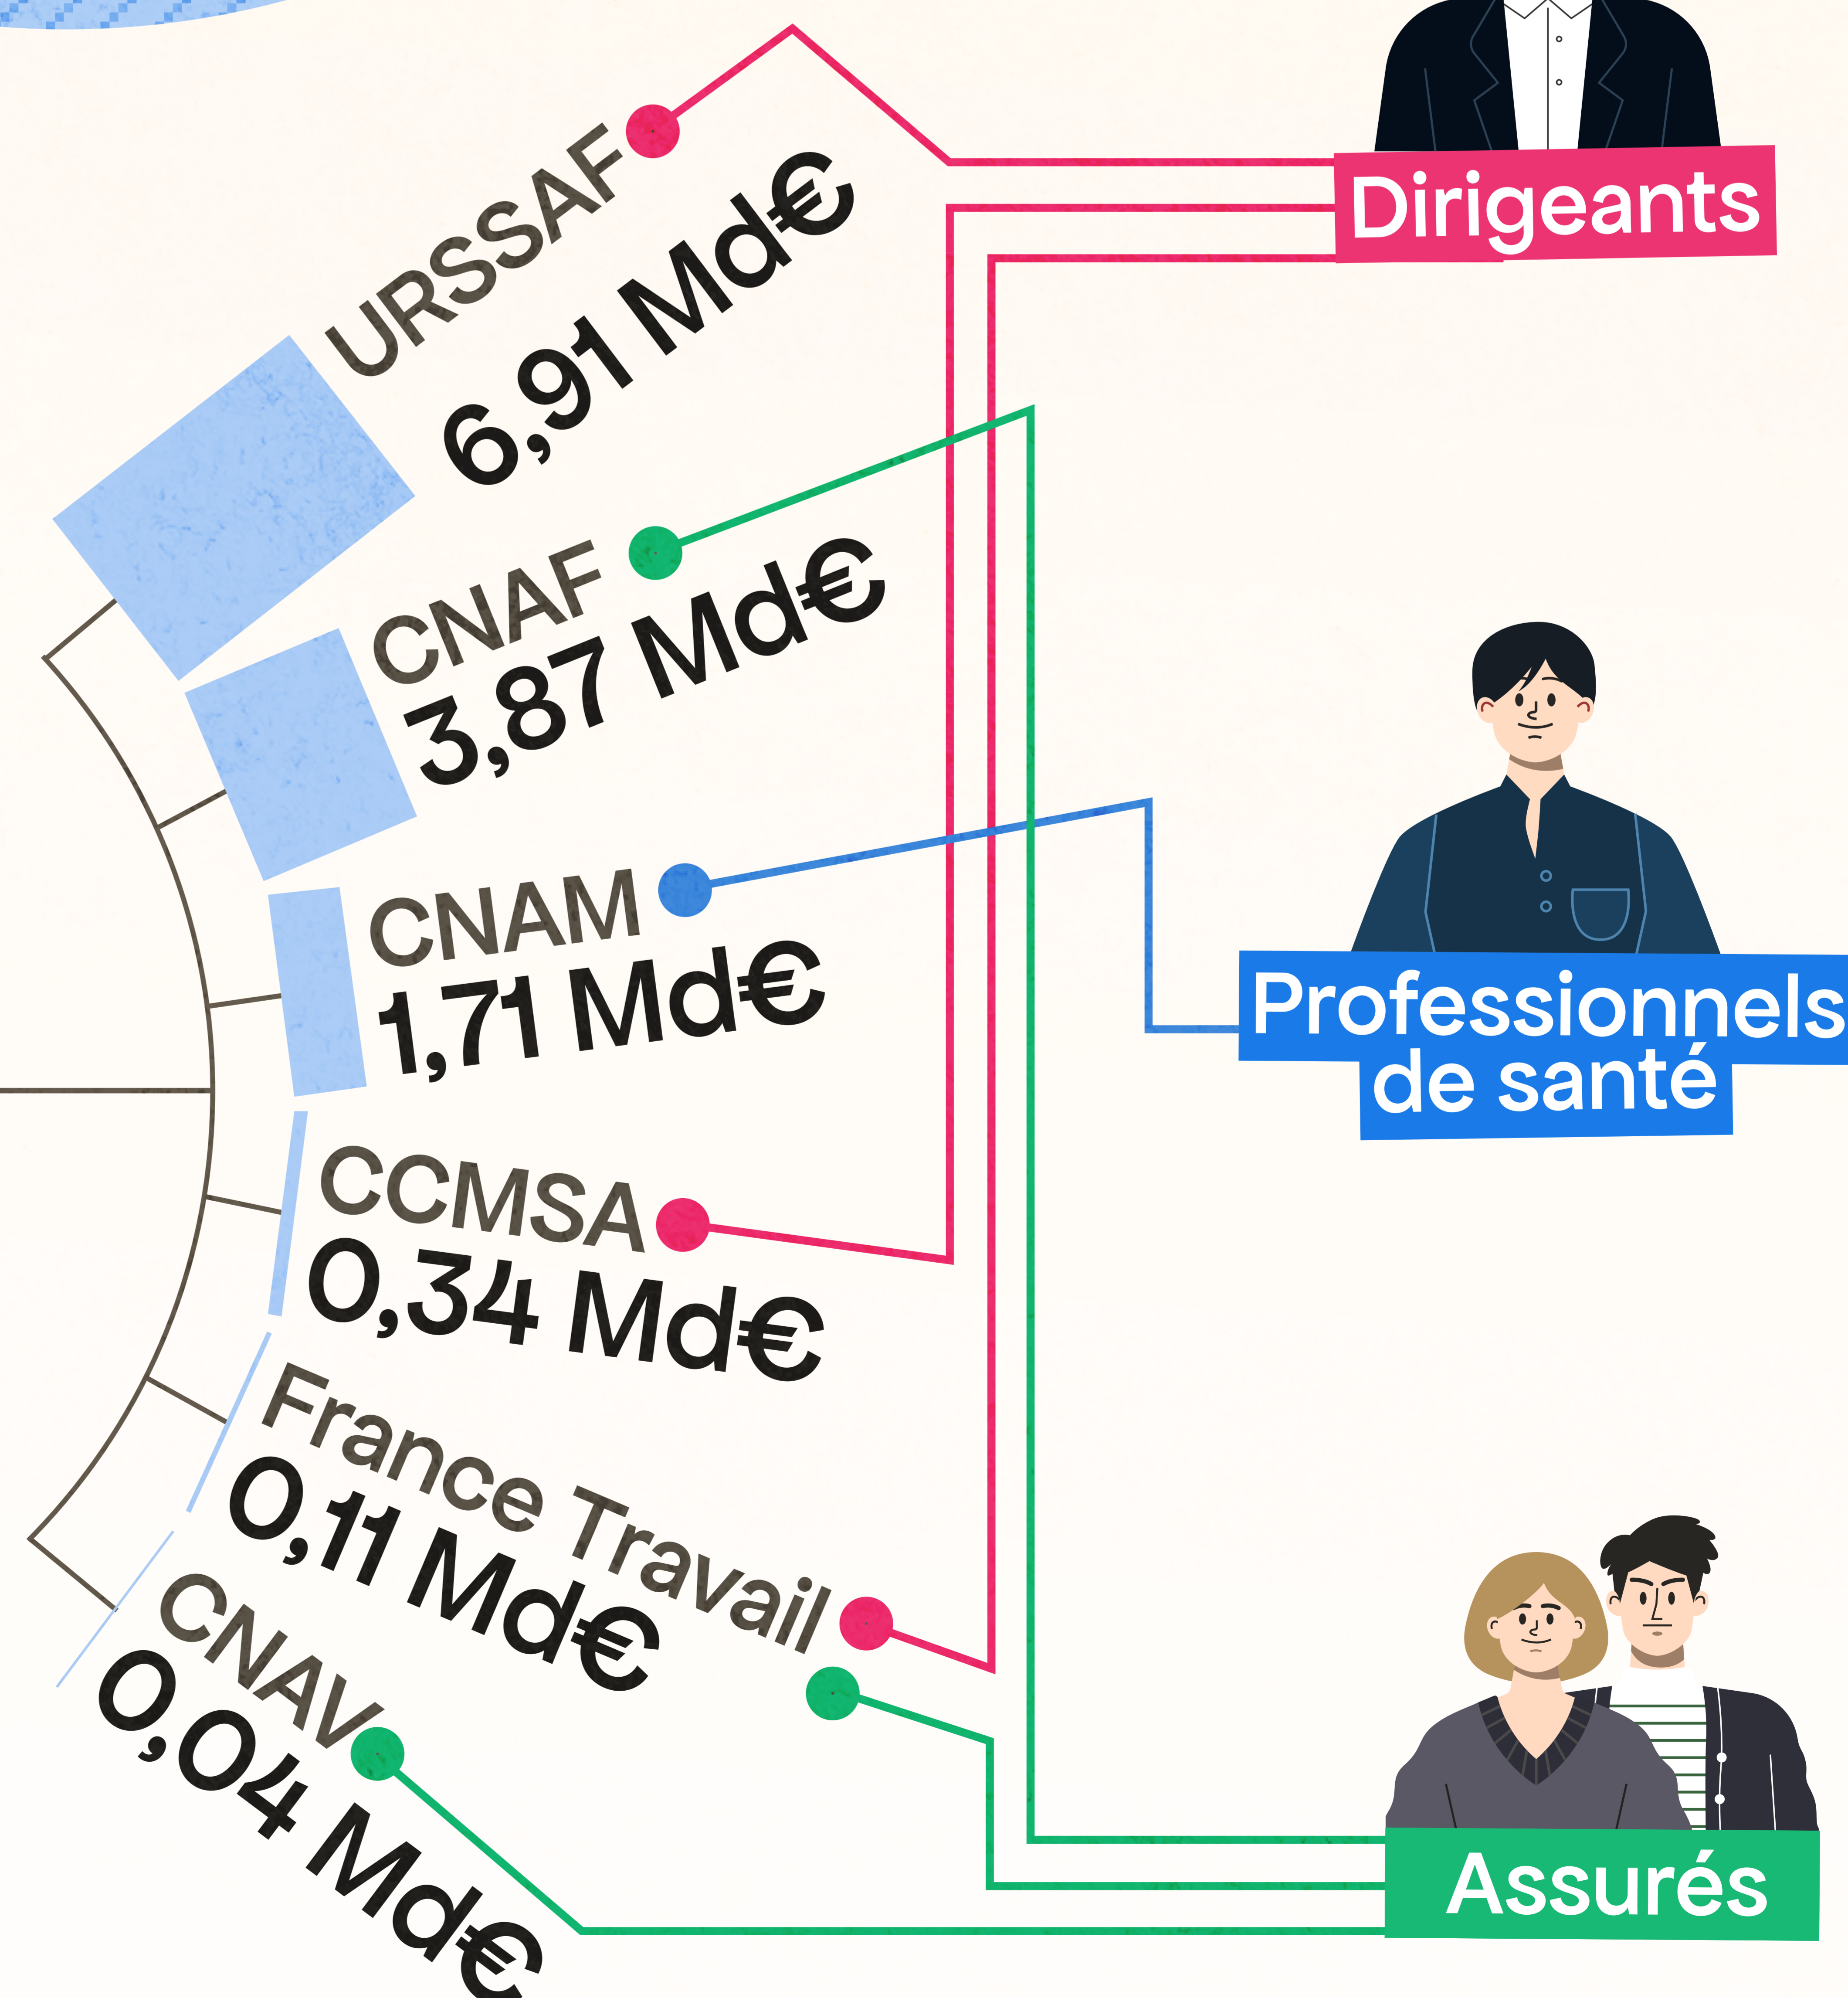 URSSAF
6,91 Md€
CNAF
3,87 Md€
CNAM
1,71 Md€
CCMSA
0,34 Md€
France Travail
0,11 Md€
CNAV
0,04 Md€
Dirigeants
Professionnels
de santé
Assurés